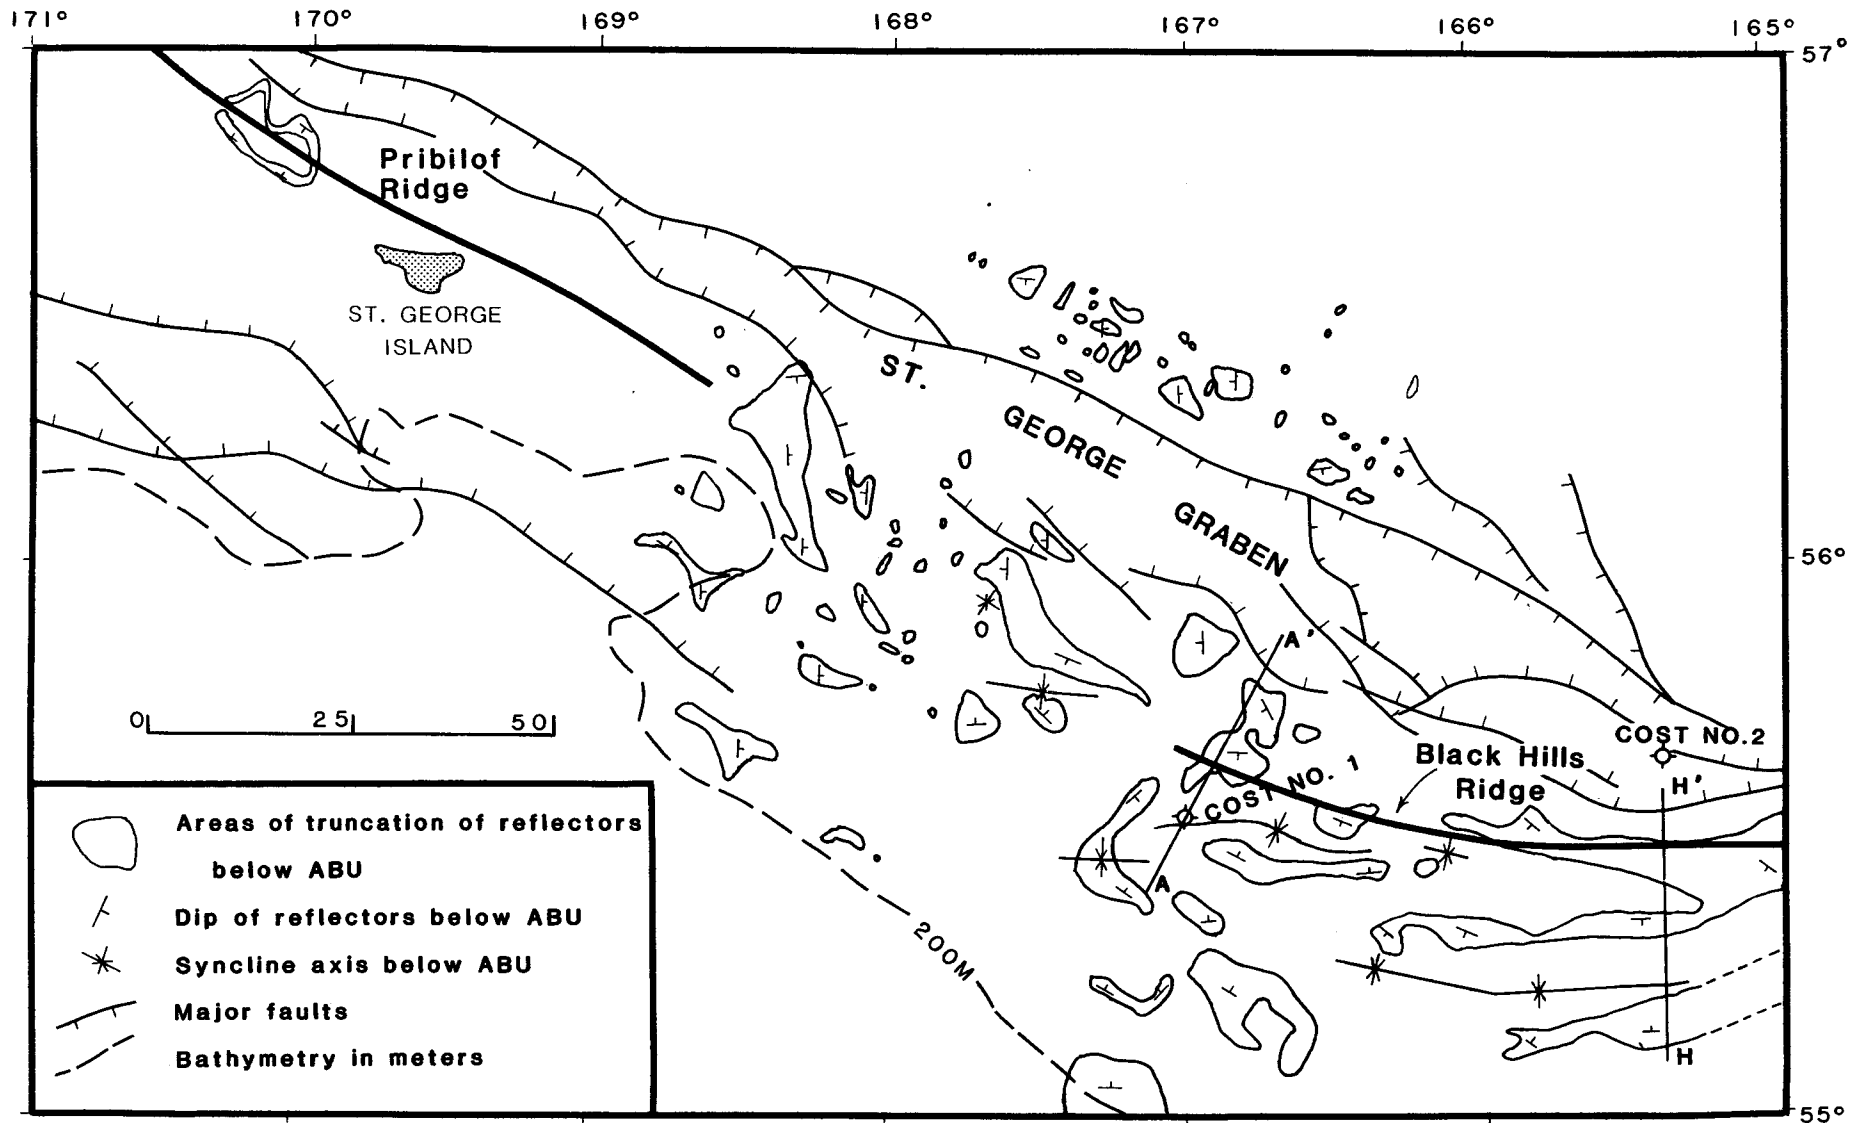 171° 170° 169° 168° 167° 166° 165°
57°
Pribilof
Ridge
ST. GEORGE
ISLAND
ST.
GEORGE
GRABEN
56°
A'
0 25 50
COST NO.2
Black Hills
Ridge
H'
COST NO. 1
A
200M
H
55°
Areas of truncation of reflectors
below ABU
Dip of reflectors below ABU
Syncline axis below ABU
Major faults
Bathymetry in meters